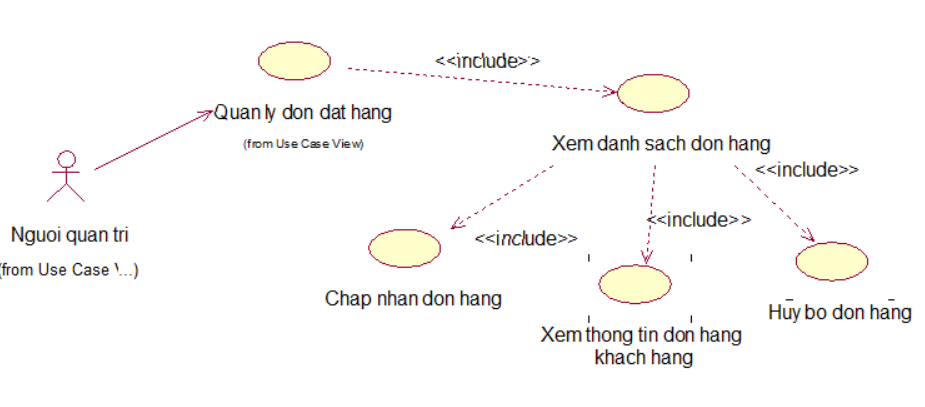 <<include>>
Quan ly don dat hang
(from Use Case View)
Xem danh sach don hang
<<include>>
Nguoi quan tri
(from Use Case \...)
<<include>>
<<include>>
Chap nhan don hang
Xem thong tin don hang
khach hang
Huy bo don hang